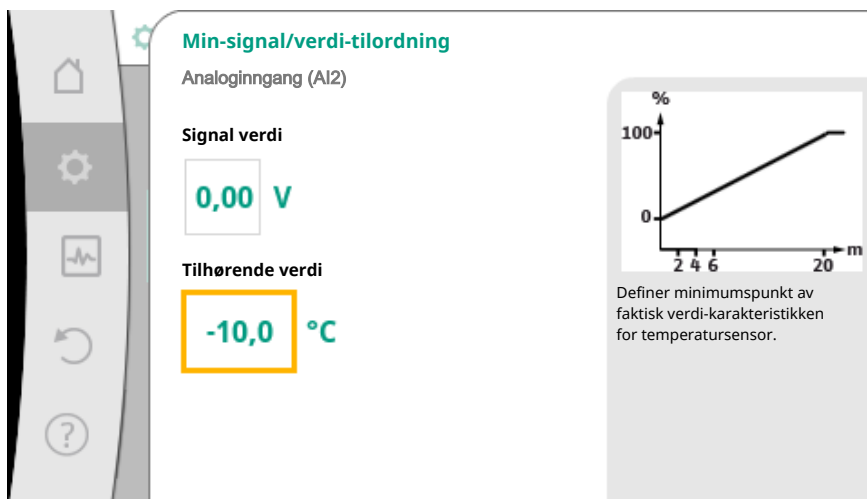 Min-signal/verdi-tilordning
Analoginngang (AI2)
Signal verdi
0,00 V
Tilhørende verdi
-10,0 °C
%
100
0
2 4 6 20 m
Definer minimumspunkt av
faktisk verdi-karakteristikken
for temperatursensor.
?